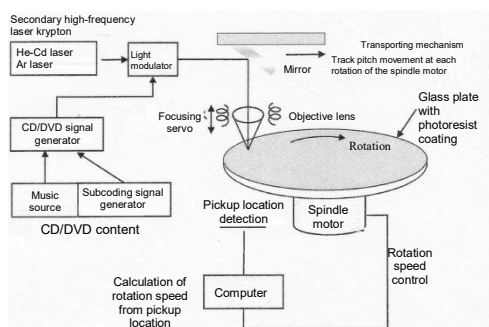 Secondary high-frequency
laser krypton
He-Cd laser
Ar laser
Light
modulator
Transporting mechanism
Mirror
Track pitch movement at each
rotation of the spindle motor
Focusing
servo
Objective lens
Glass plate
with
photoresist
coating
CD/DVD signal
generator
Rotation
Music
source
Subcoding signal
generator
CD/DVD content
Pickup location
detection
Spindle
motor
Rotation
speed
control
Calculation of
rotation speed
from pickup
location
Computer